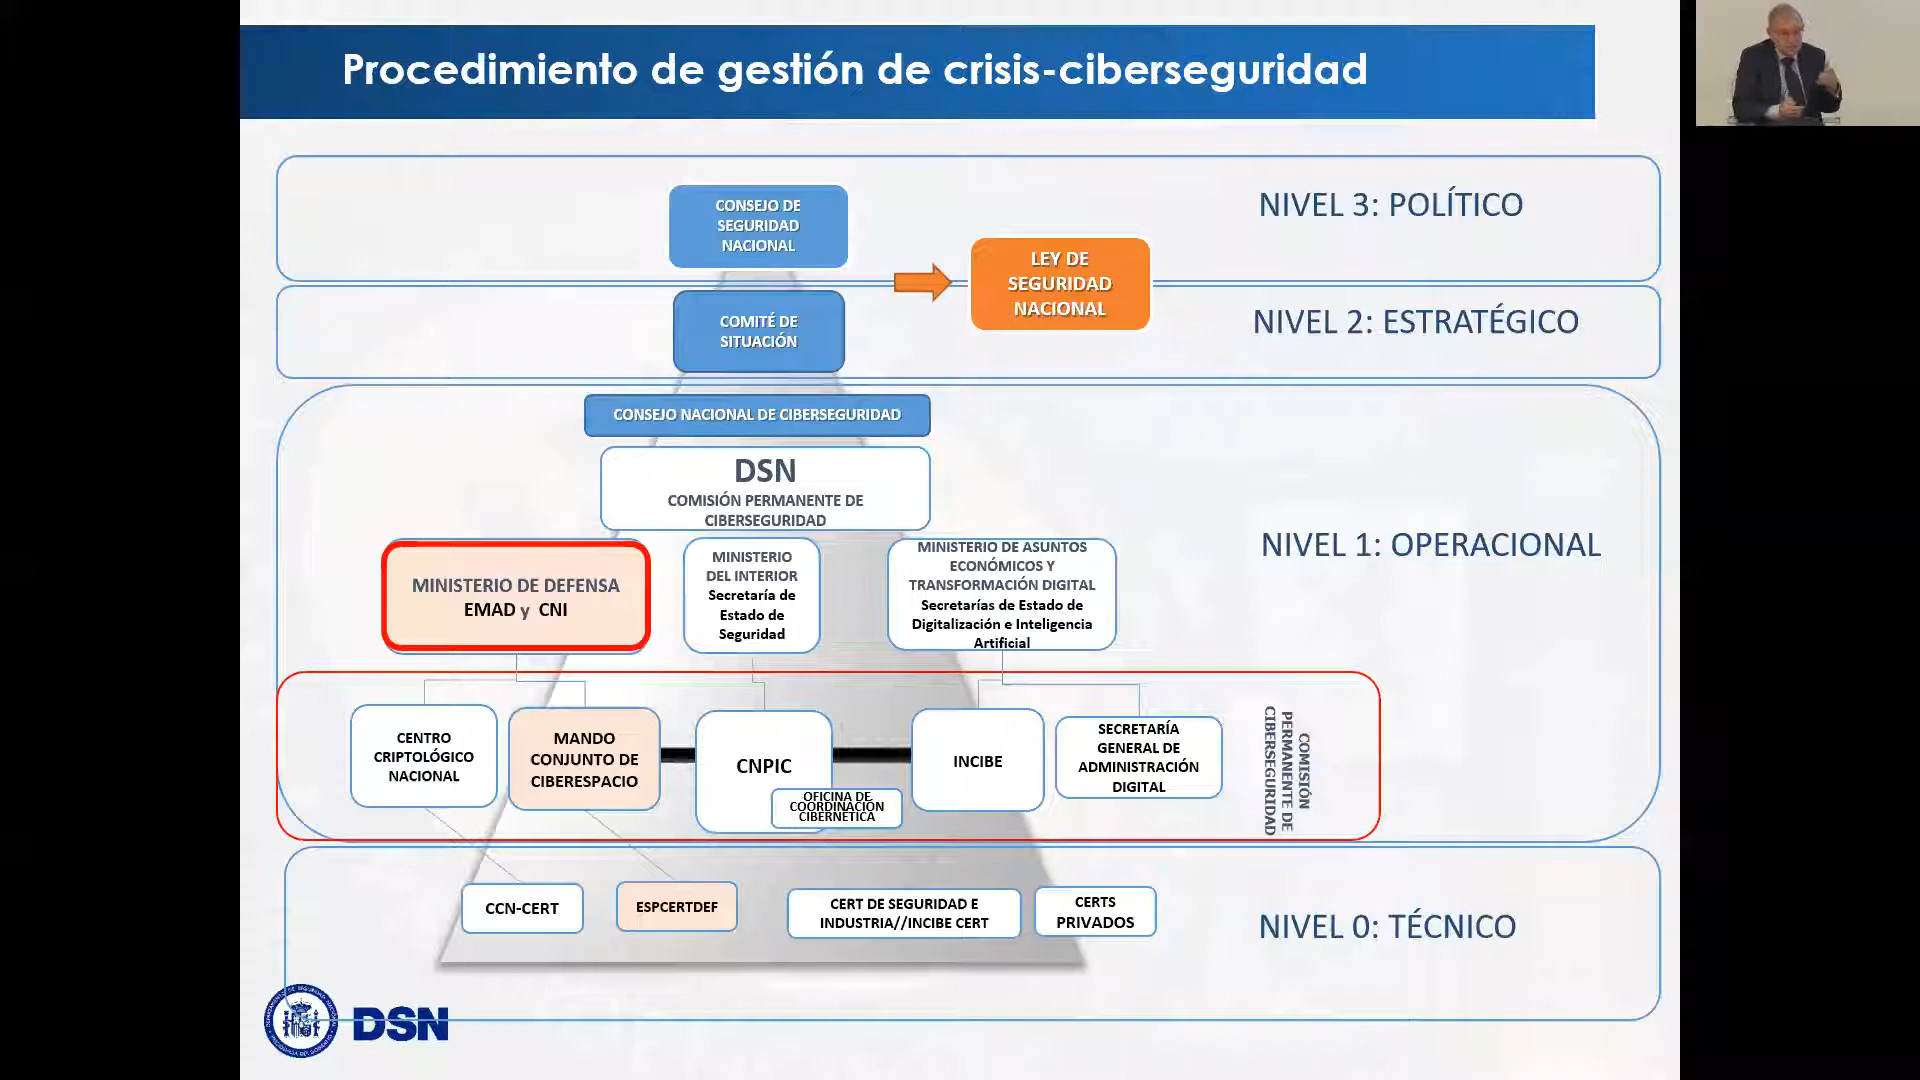 Procedimiento de gestión de crisis-ciberseguridad
NIVEL 3: POLÍTICO
CONSEJO DE
SEGURIDAD
NACIONAL
LEY DE
SEGURIDAD
NACIONAL
NIVEL 2: ESTRATÉGICO
COMITÉ DE
SITUACIÓN
CONSEJO NACIONAL DE CIBERSEGURIDAD
DSN
COMISIÓN PERMANENTE DE
CIBERSEGURIDAD
NIVEL 1: OPERACIONAL
MINISTERIO DE DEFENSA
EMAD y CNI
MINISTERIO
DEL INTERIOR
Secretaría de
Estado de
Seguridad
MINISTERIO DE ASUNTOS
ECONÓMICOS Y
TRANSFORMACIÓN DIGITAL
Secretarías de Estado de
Digitalización e Inteligencia
Artificial
CENTRO
CRIPTOLÓGICO
NACIONAL
MANDO
CONJUNTO DE
CIBERESPACIO
CNPIC
OFICINA DE
COORDINACIÓN
CIBERNÉTICA
INCIBE
SECRETARÍA
GENERAL DE
ADMINISTRACIÓN
DIGITAL
COMISIÓN
PERMANENTE DE
CIBERSEGURIDAD
CCN-CERT
ESPCERTDEF
CERT DE SEGURIDAD E
INDUSTRIA//INCIBE CERT
CERTS
PRIVADOS
NIVEL 0: TÉCNICO
DSN